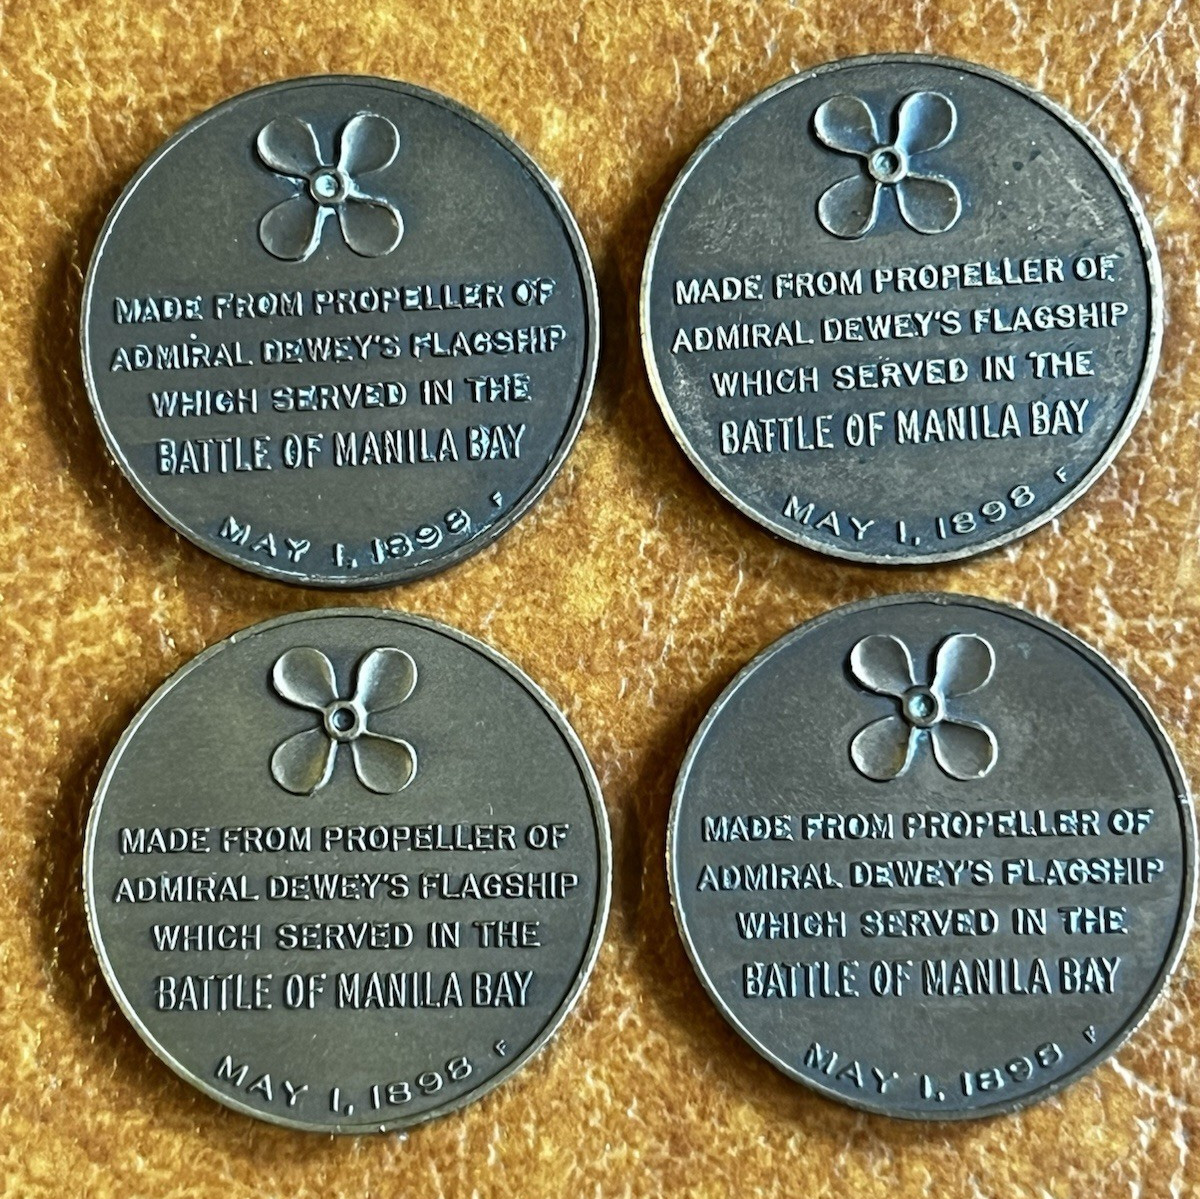 MADE FROM PROPELLER OF
ADMIRAL DEWEY'S FLAGSHIP
WHICH SERVED IN THE
BATTLE OF MANILA BAY
MAY 1, 1898 F
MADE FROM PROPELLER OF
ADMIRAL DEWEY'S FLAGSHIP
WHICH SERVED IN THE
BATTLE OF MANILA BAY
MAY 1, 1898 F
MADE FROM PROPELLER OF
ADMIRAL DEWEY'S FLAGSHIP
WHICH SERVED IN THE
BATTLE OF MANILA BAY
MAY 1, 1898 F
MADE FROM PROPELLER OF
ADMIRAL DEWEY'S FLAGSHIP
WHICH SERVED IN THE
BATTLE OF MANILA BAY
MAY 1, 1898 F